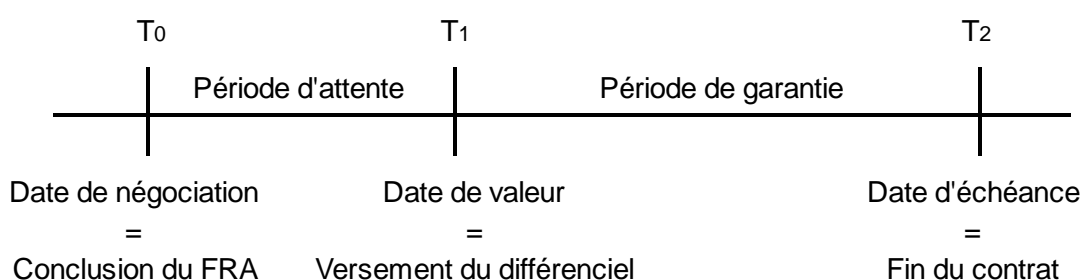 T0 T1 T2
Période d'attente Période de garantie
Date de négociation Date de valeur Date d'échéance
= = =
Conclusion du FRA Versement du différenciel Fin du contrat